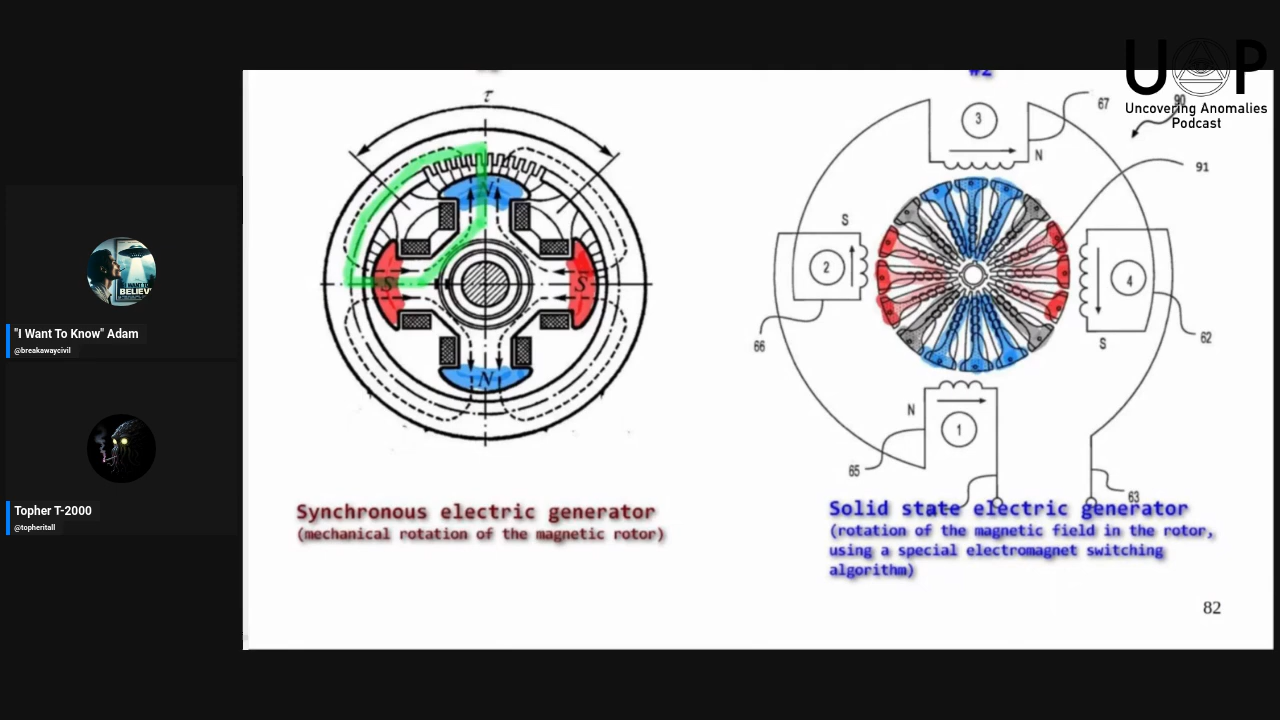 UAP
Uncovering Anomalies
Podcast
"I Want To Know" Adam
@breakawaycivil
Topher T-2000
@topheritall
τ
N
S
S
N
#2
3
N
67
90
91
S
2
66
4
S
62
N
1
65
63
Synchronous electric generator
(mechanical rotation of the magnetic rotor)
Solid state electric generator
(rotation of the magnetic field in the rotor,
using a special electromagnet switching
algorithm)
82